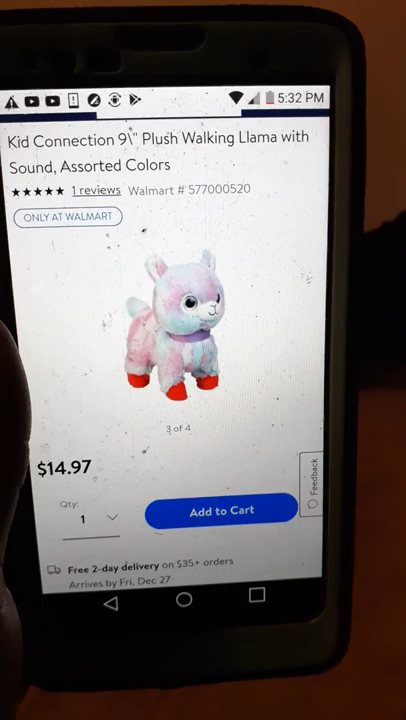 5:32 PM
Kid Connection 9\" Plush Walking Llama with
Sound, Assorted Colors
1 reviews Walmart # 577000520
ONLY AT WALMART
3 of 4
$14.97
Feedback
Qty:
1
Add to Cart
Free 2-day delivery on $35+ orders
Arrives by Fri, Dec 27